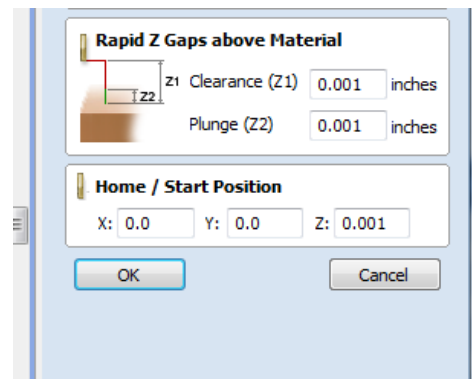 Rapid Z Gaps above Material
Z1 Clearance (Z1) 0.001 inches
Z2
Plunge (Z2) 0.001 inches
Home / Start Position
X: 0.0 Y: 0.0 Z: 0.001
OK Cancel